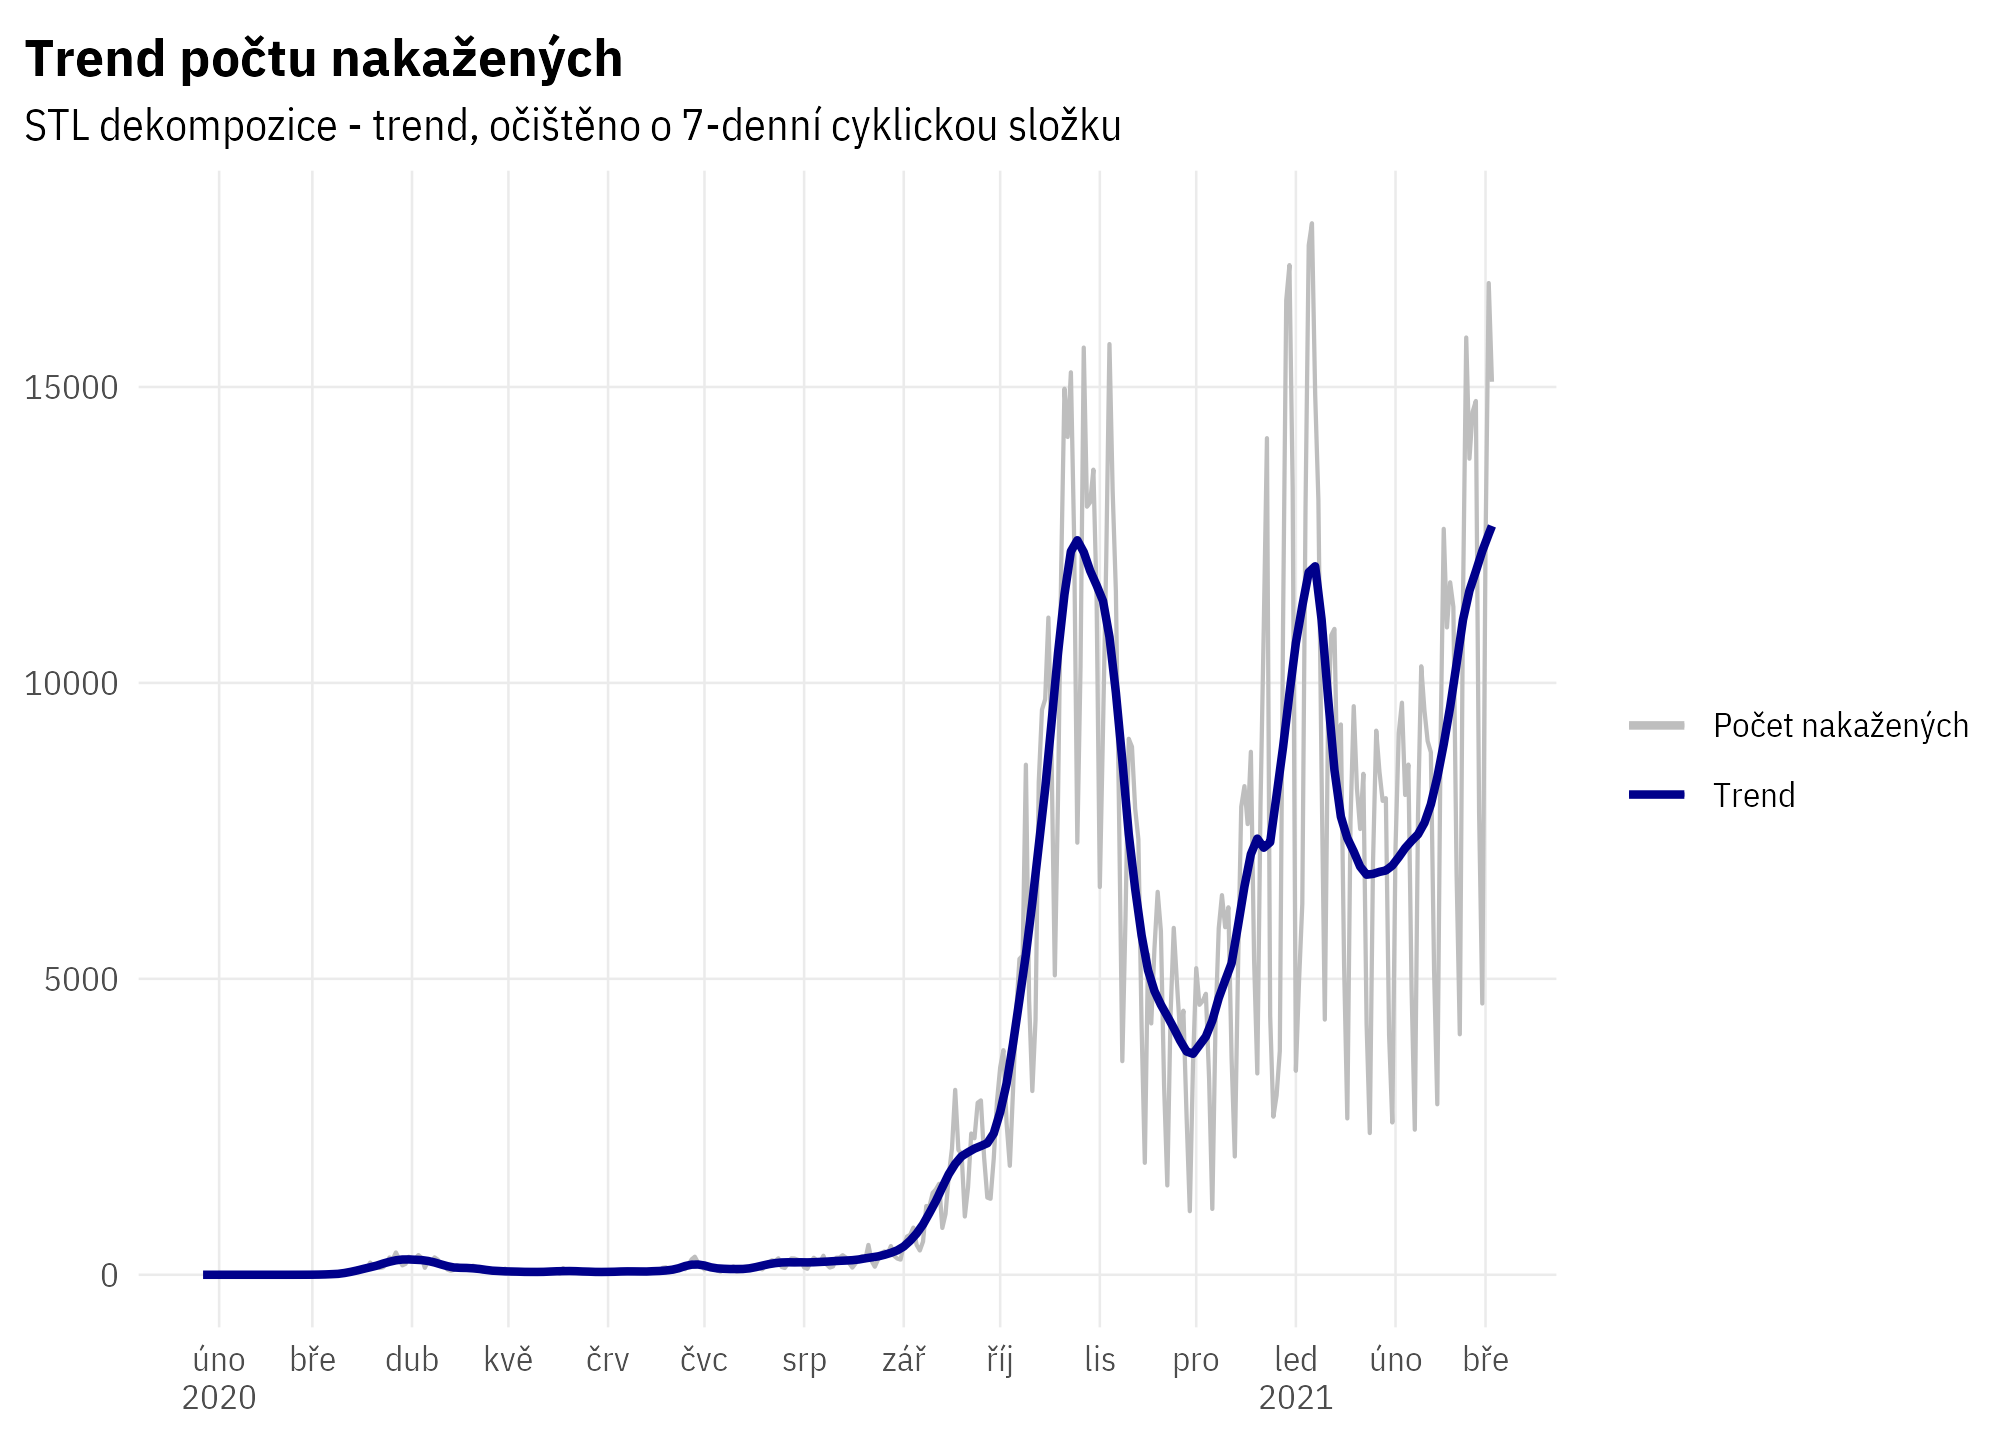 Trend počtu nakažených
STL dekompozice - trend, očištěno o 7-denní cyklickou složku
15000
10000
5000
0
Počet nakažených
Trend
úno bře dub kvě črv čvc srp zář říj lis pro led úno bře
2020 2021